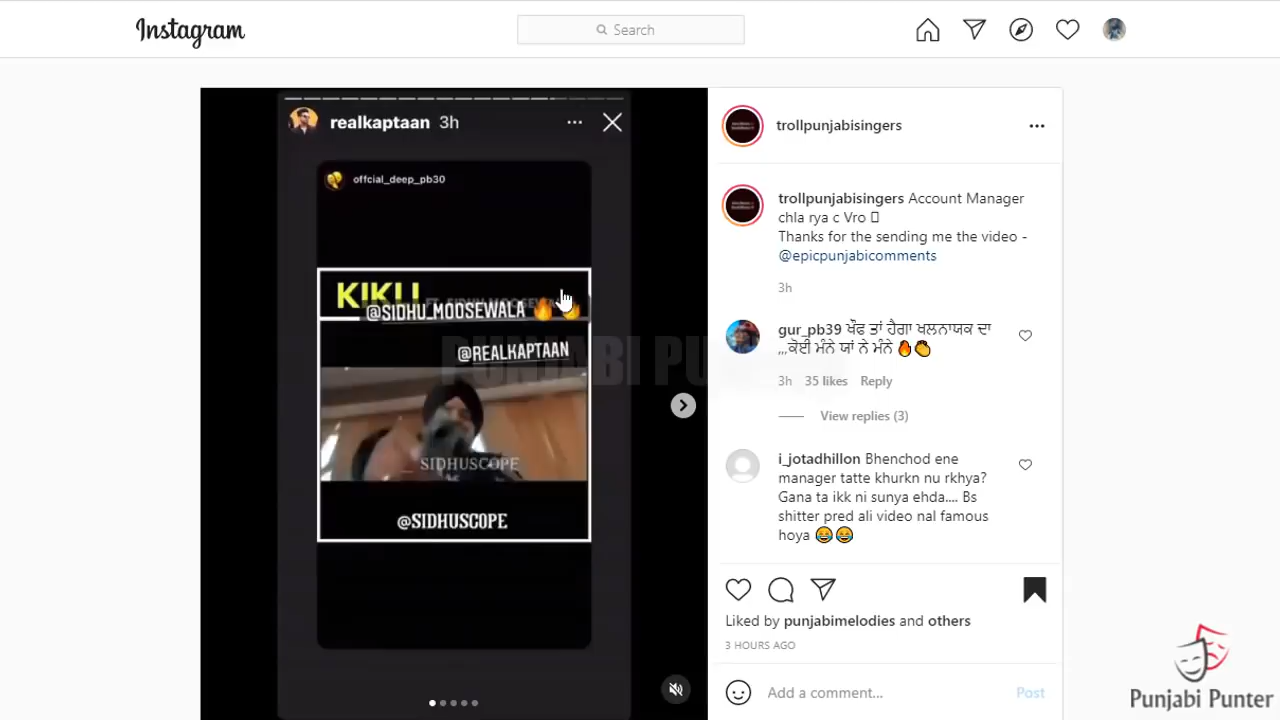 Instagram
Search
realkaptaan 3h
offcial_deep_pb30
KIKU
@SIDHU_MOOSEWALA 🔥👏
@REALKAPTAAN
PUNJABI PU
SIDHUSCOPE
@SIDHUSCOPE
trollpunjabisingers
trollpunjabisingers Account Manager
chla rya c Vro
Thanks for the sending me the video -
@epicpunjabicomments
3h
gur_pb39 ਖੌਫ ਤਾਂ ਹੈਗਾ ਖਲਨਾਯਕ ਦਾ
,,,ਕੋਈ ਮੰਨੇ ਯਾਂ ਨੇ ਮੰਨੇ 🔥👏
3h 35 likes Reply
View replies (3)
i_jotadhillon Bhenchod ene
manager tatte khurkn nu rkhya?
Gana ta ikk ni sunya ehda.... Bs
shitter pred ali video nal famous
hoya 😂😂
Liked by punjabimelodies and others
3 HOURS AGO
Add a comment... Post
Punjabi Punter